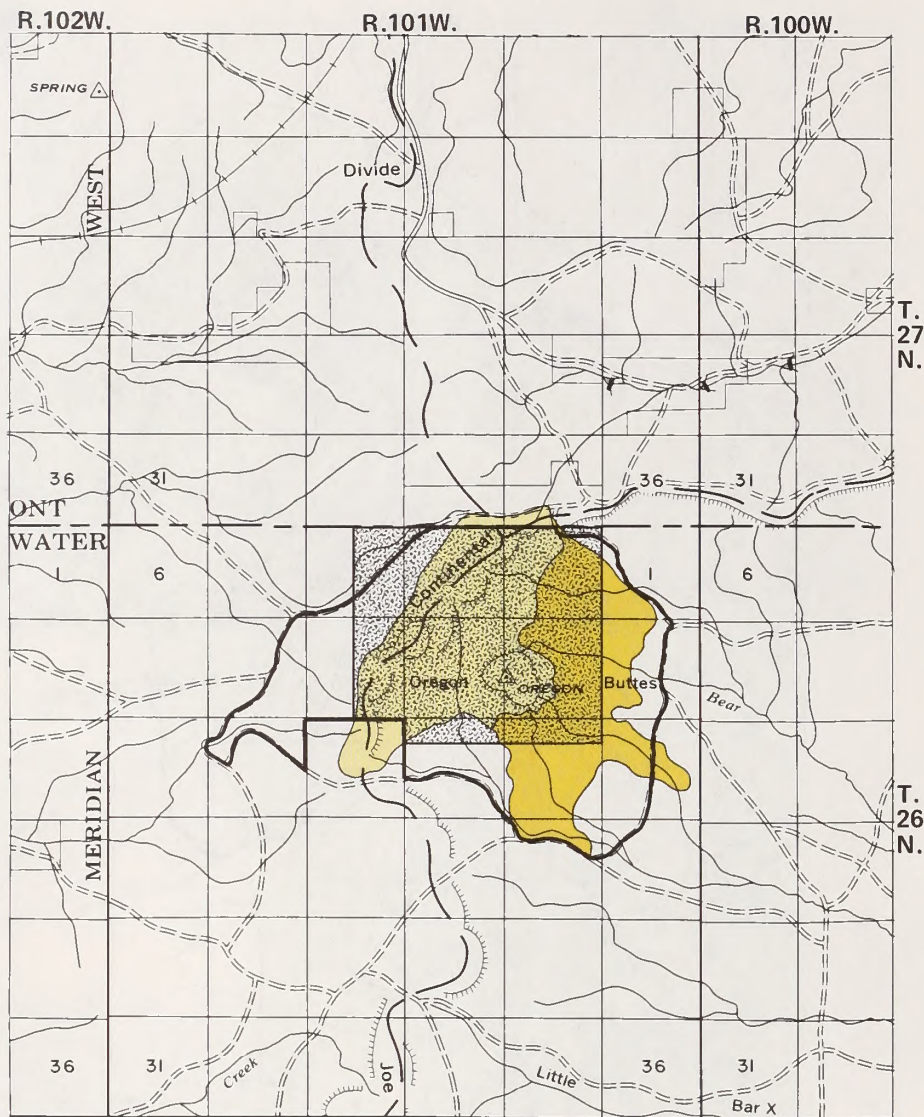 R.102W. R.101W. R.100W.
SPRING
WEST
Divide
T.
27
N.
36 31 36 31
ONT
WATER
1 6 1 6
Continental
Oregon OREGON Buttes
Bear
MERIDIAN
T.
26
N.
36 31 36 31
Creek
Joe
Little
Bar X